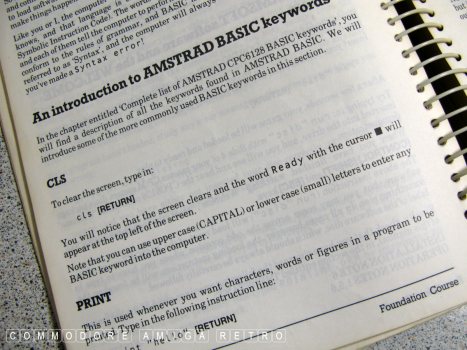 Like you or I, the computer
known, and that language is
Symbolic Instruction Code). The words
and each of them tell the computer to perform
conform to the rules of grammar, and BASIC
referred to as 'Syntax', and the computer will always
you've made a Syntax error!
An introduction to AMSTRAD BASIC keywords
In the chapter entitled 'Complete list of AMSTRAD CPC6128 BASIC keywords', you
will find a description of all the keywords found in AMSTRAD BASIC. We will
introduce some of the more commonly used BASIC keywords in this section.
CLS
To clear the screen, type in:
cls [RETURN]
You will notice that the screen clears and the word Ready with the cursor ■ will
appear at the top left of the screen.
Note that you can use upper case (CAPITAL) or lower case (small) letters to enter any
BASIC keyword into the computer.
PRINT
This is used whenever you want characters, words or figures in a program to be
printed. Type in the following instruction line:
"hello" [RETURN]
Foundation Course
COMMODORE AMIGA RETRO